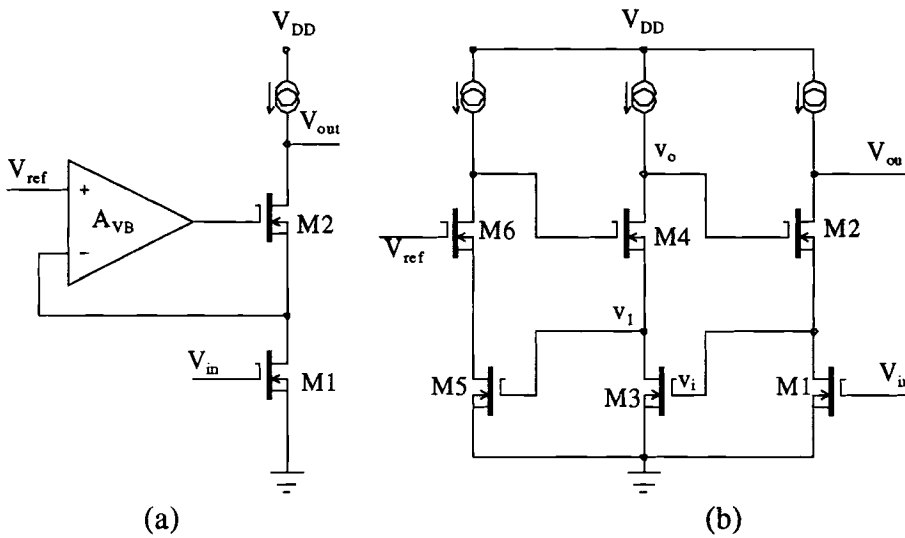 V_DD
V_out
V_ref
+
A_VB
-
M2
V_in
M1
(a)
V_DD
v_o
V_ou
M6
M4
M2
V_ref
v_1
M5
M3
v_i
M1
V_in
(b)